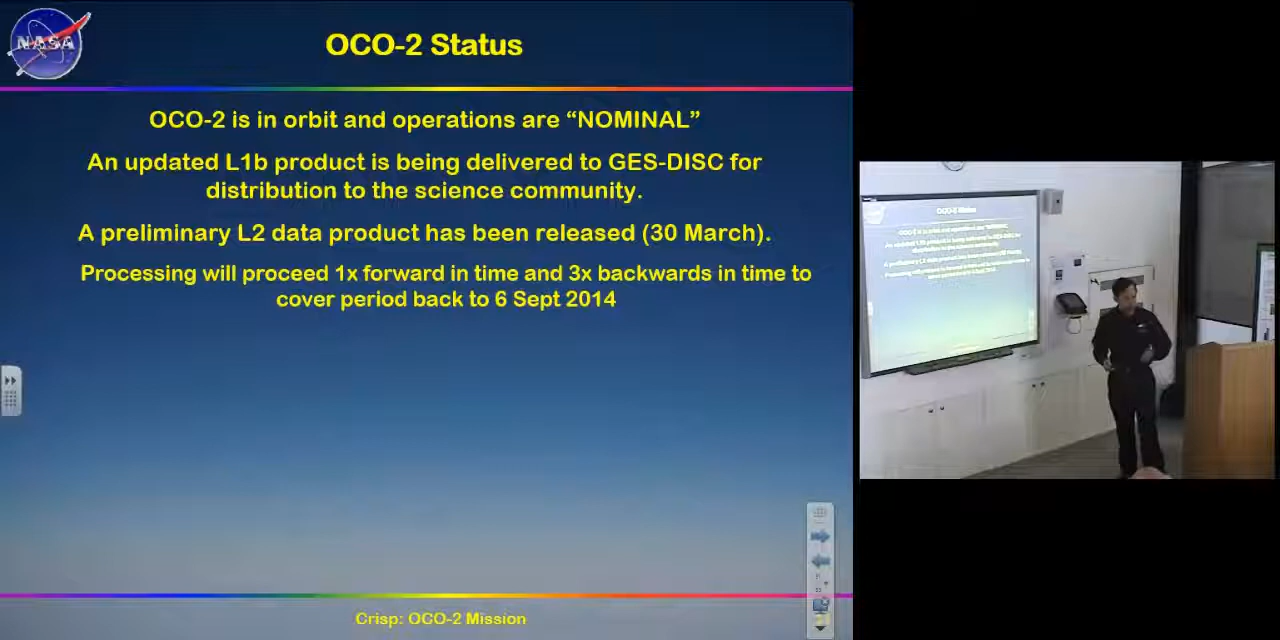 NASA
OCO-2 Status
OCO-2 is in orbit and operations are “NOMINAL”
An updated L1b product is being delivered to GES-DISC for
distribution to the science community.
A preliminary L2 data product has been released (30 March).
Processing will proceed 1x forward in time and 3x backwards in time to
cover period back to 6 Sept 2014
Crisp: OCO-2 Mission